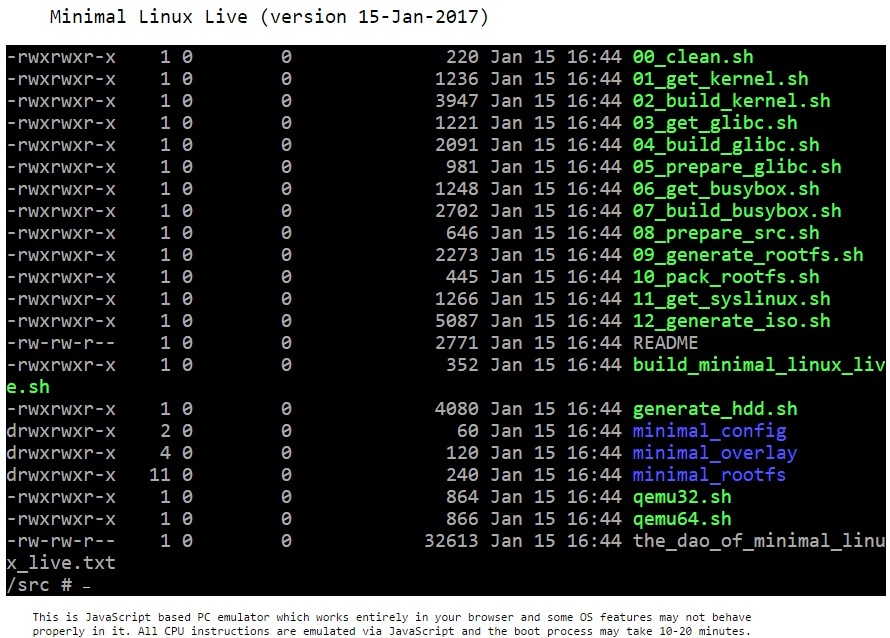 Minimal Linux Live (version 15-Jan-2017)
-rwxrwxr-x    1 0        0              220 Jan 15 16:44 00_clean.sh
-rwxrwxr-x    1 0        0             1236 Jan 15 16:44 01_get_kernel.sh
-rwxrwxr-x    1 0        0             3947 Jan 15 16:44 02_build_kernel.sh
-rwxrwxr-x    1 0        0             1221 Jan 15 16:44 03_get_glibc.sh
-rwxrwxr-x    1 0        0             2091 Jan 15 16:44 04_build_glibc.sh
-rwxrwxr-x    1 0        0              981 Jan 15 16:44 05_prepare_glibc.sh
-rwxrwxr-x    1 0        0             1248 Jan 15 16:44 06_get_busybox.sh
-rwxrwxr-x    1 0        0             2702 Jan 15 16:44 07_build_busybox.sh
-rwxrwxr-x    1 0        0              646 Jan 15 16:44 08_prepare_src.sh
-rwxrwxr-x    1 0        0             2273 Jan 15 16:44 09_generate_rootfs.sh
-rwxrwxr-x    1 0        0              445 Jan 15 16:44 10_pack_rootfs.sh
-rwxrwxr-x    1 0        0             1266 Jan 15 16:44 11_get_syslinux.sh
-rwxrwxr-x    1 0        0             5087 Jan 15 16:44 12_generate_iso.sh
-rw-rw-r--    1 0        0             2771 Jan 15 16:44 README
-rwxrwxr-x    1 0        0              352 Jan 15 16:44 build_minimal_linux_liv
e.sh
-rwxrwxr-x    1 0        0             4080 Jan 15 16:44 generate_hdd.sh
drwxrwxr-x    2 0        0               60 Jan 15 16:44 minimal_config
drwxrwxr-x    4 0        0              120 Jan 15 16:44 minimal_overlay
drwxrwxr-x   11 0        0              240 Jan 15 16:44 minimal_rootfs
-rwxrwxr-x    1 0        0              864 Jan 15 16:44 qemu32.sh
-rwxrwxr-x    1 0        0              866 Jan 15 16:44 qemu64.sh
-rw-rw-r--    1 0        0            32613 Jan 15 16:44 the_dao_of_minimal_linu
x_live.txt
/src # _
This is JavaScript based PC emulator which works entirely in your browser and some OS features may not behave
properly in it. All CPU instructions are emulated via JavaScript and the boot process may take 10-20 minutes.